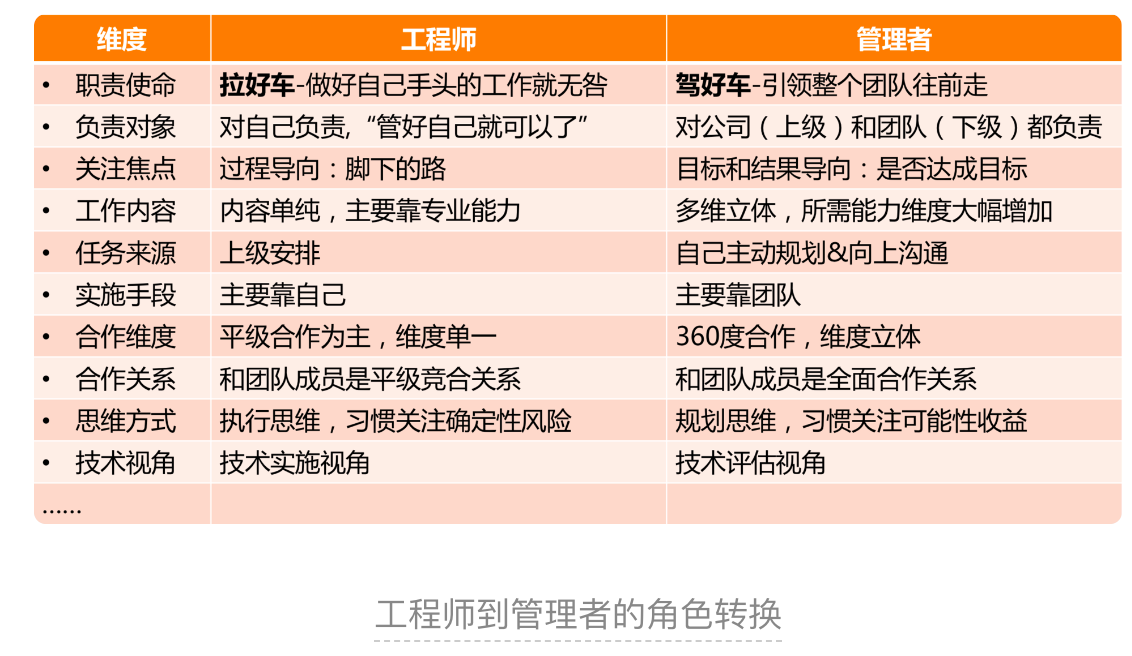 维度 工程师 管理者
• 职责使命 拉好车-做好自己手头的工作就无咎 驾好车-引领整个团队往前走
• 负责对象 对自己负责,“管好自己就可以了” 对公司（上级）和团队（下级）都负责
• 关注焦点 过程导向：脚下的路 目标和结果导向：是否达成目标
• 工作内容 内容单纯，主要靠专业能力 多维立体，所需能力维度大幅增加
• 任务来源 上级安排 自己主动规划&向上沟通
• 实施手段 主要靠自己 主要靠团队
• 合作维度 平级合作为主，维度单一 360度合作，维度立体
• 合作关系 和团队成员是平级竞合关系 和团队成员是全面合作关系
• 思维方式 执行思维，习惯关注确定性风险 规划思维，习惯关注可能性收益
• 技术视角 技术实施视角 技术评估视角
......
工程师到管理者的角色转换